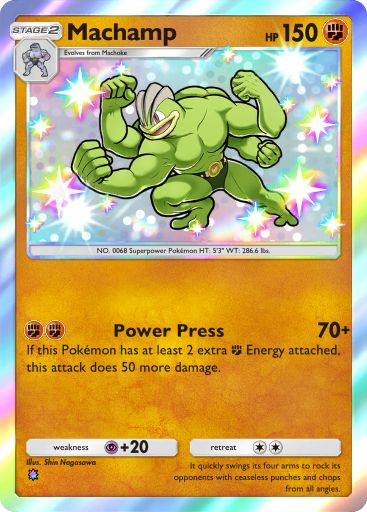 STAGE 2
Machamp
HP 150
Evolves from Machoke
NO. 0068 Superpower Pokémon HT: 5'3" WT: 286.6 lbs.
Power Press 70+
If this Pokémon has at least 2 extra Energy attached,
this attack does 50 more damage.
weakness +20
retreat
Illus. Shin Nagasawa
It quickly swings its four arms to rock its
opponents with ceaseless punches and chops
from all angles.